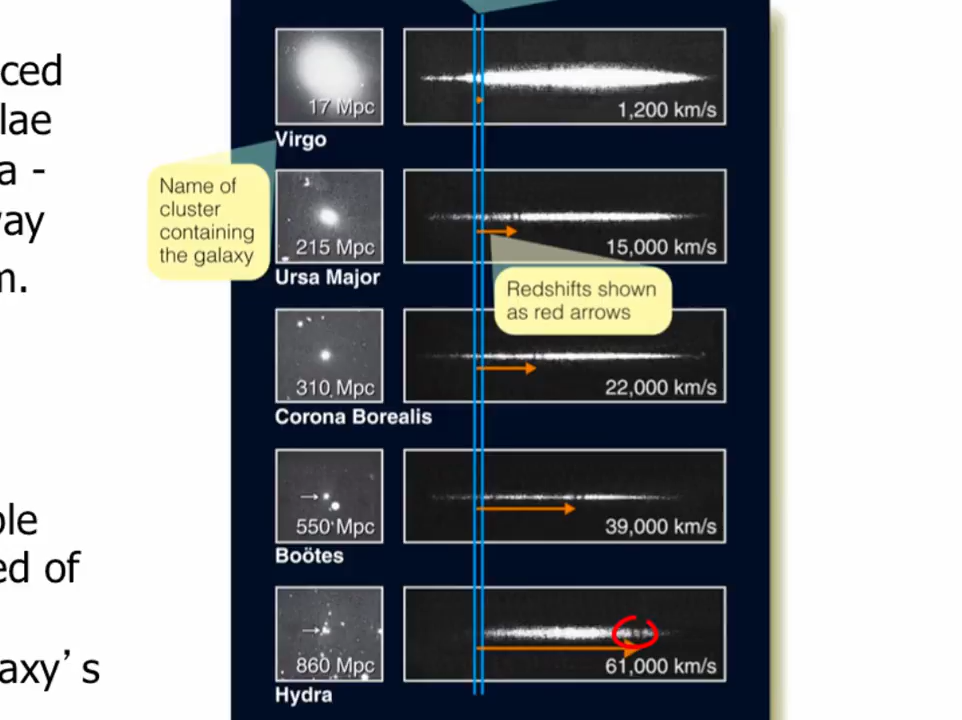 ced
lae
a -
way
m.
ole
ed of
axy's
17 Mpc
1,200 km/s
Virgo
Name of
cluster
containing
the galaxy
215 Mpc
15,000 km/s
Ursa Major
Redshifts shown
as red arrows
310 Mpc
22,000 km/s
Corona Borealis
550 Mpc
39,000 km/s
Boötes
860 Mpc
61,000 km/s
Hydra